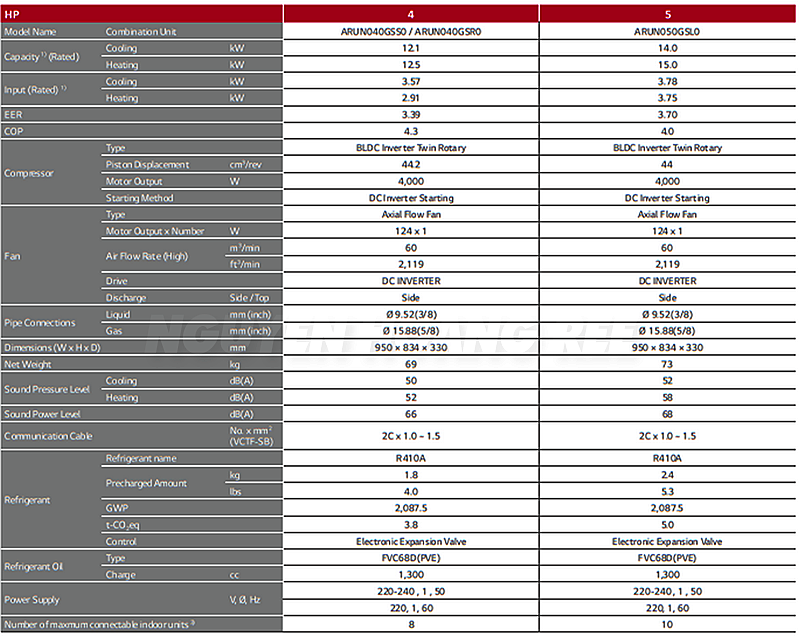 HP 4 5
Model Name Combination Unit ARUN040GSS0 / ARUN040GSR0 ARUN050GSL0
Capacity 1) (Rated) Cooling kW 12.1 14.0
Heating kW 12.5 15.0
Input (Rated) 1) Cooling kW 3.57 3.78
Heating kW 2.91 3.75
EER 3.39 3.70
COP 4.3 4.0
Compressor Type BLDC Inverter Twin Rotary BLDC Inverter Twin Rotary
Piston Displacement cm³/rev 44.2 44
Motor Output W 4,000 4,000
Starting Method DC Inverter Starting DC Inverter Starting
Fan Type Axial Flow Fan Axial Flow Fan
Motor Output x Number W 124 x 1 124 x 1
Air Flow Rate (High) m³/min 60 60
ft³/min 2,119 2,119
Drive DC INVERTER DC INVERTER
Discharge Side / Top Side Side
Pipe Connections Liquid mm (inch) Ø 9.52(3/8) Ø 9.52(3/8)
Gas mm (inch) Ø 15.88(5/8) Ø 15.88(5/8)
Dimensions (W x H x D) mm 950 × 834 × 330 950 × 834 × 330
Net Weight kg 69 73
Sound Pressure Level Cooling dB(A) 50 52
Heating dB(A) 52 58
Sound Power Level dB(A) 66 68
Communication Cable No. x mm² (VCTF-SB) 2C x 1.0 – 1.5 2C x 1.0 – 1.5
Refrigerant Refrigerant name R410A R410A
Precharged Amount kg 1.8 2.4
lbs 4.0 5.3
GWP 2,087.5 2,087.5
t-CO₂eq 3.8 5.0
Control Electronic Expansion Valve Electronic Expansion Valve
Refrigerant Oil Type FVC68D(PVE) FVC68D(PVE)
Charge cc 1,300 1,300
Power Supply V, Ø, Hz 220-240 , 1 , 50 220-240, 1 , 50
220, 1, 60 220, 1, 60
Number of maxmum connectable indoor units 3) 8 10